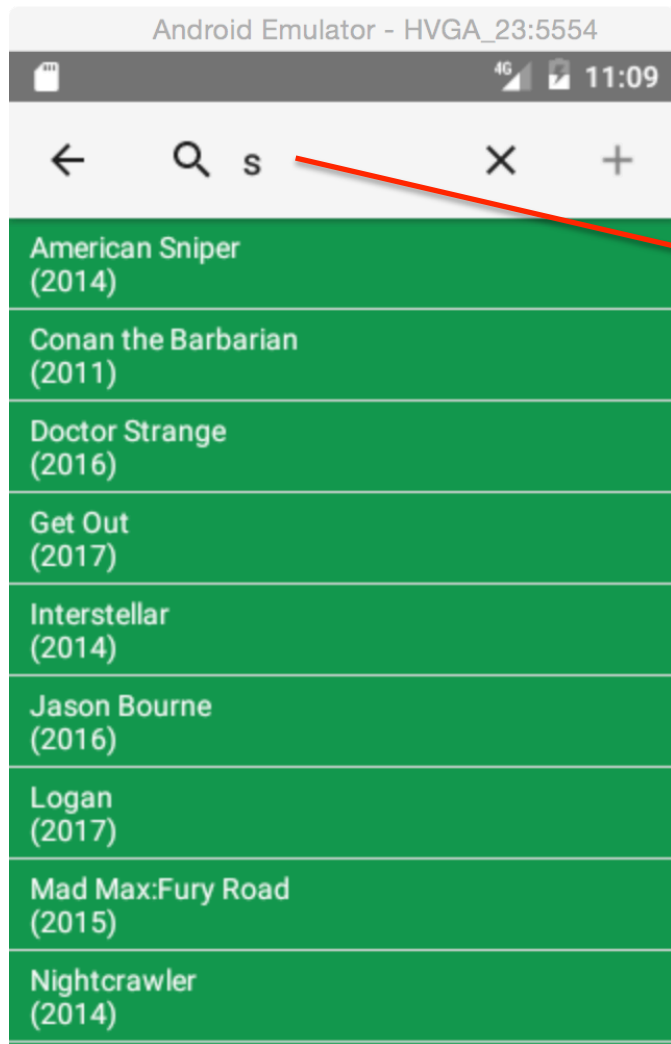 Android Emulator - HVGA_23:5554
4G 11:09
s
American Sniper
(2014)
Conan the Barbarian
(2011)
Doctor Strange
(2016)
Get Out
(2017)
Interstellar
(2014)
Jason Bourne
(2016)
Logan
(2017)
Mad Max:Fury Road
(2015)
Nightcrawler
(2014)